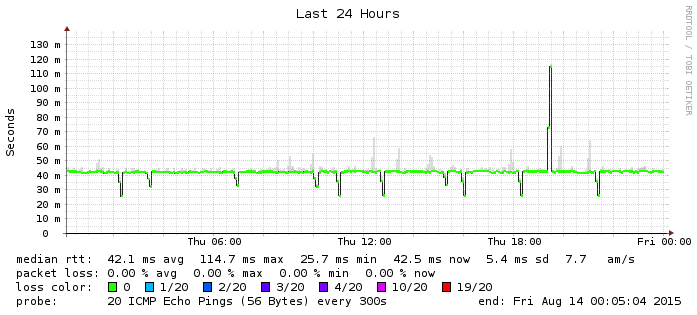 Last 24 Hours
RRDTOOL / TOBI OETIKER
Seconds
130 m
120 m
110 m
100 m
90 m
80 m
70 m
60 m
50 m
40 m
30 m
20 m
10 m
0
Thu 06:00 Thu 12:00 Thu 18:00 Fri 00:00
median rtt: 42.1 ms avg 114.7 ms max 25.7 ms min 42.5 ms now 5.4 ms sd 7.7 am/s
packet loss: 0.00 % avg 0.00 % max 0.00 % min 0.00 % now
loss color: 0 1/20 2/20 3/20 4/20 10/20 19/20
probe: 20 ICMP Echo Pings (56 Bytes) every 300s end: Fri Aug 14 00:05:04 2015